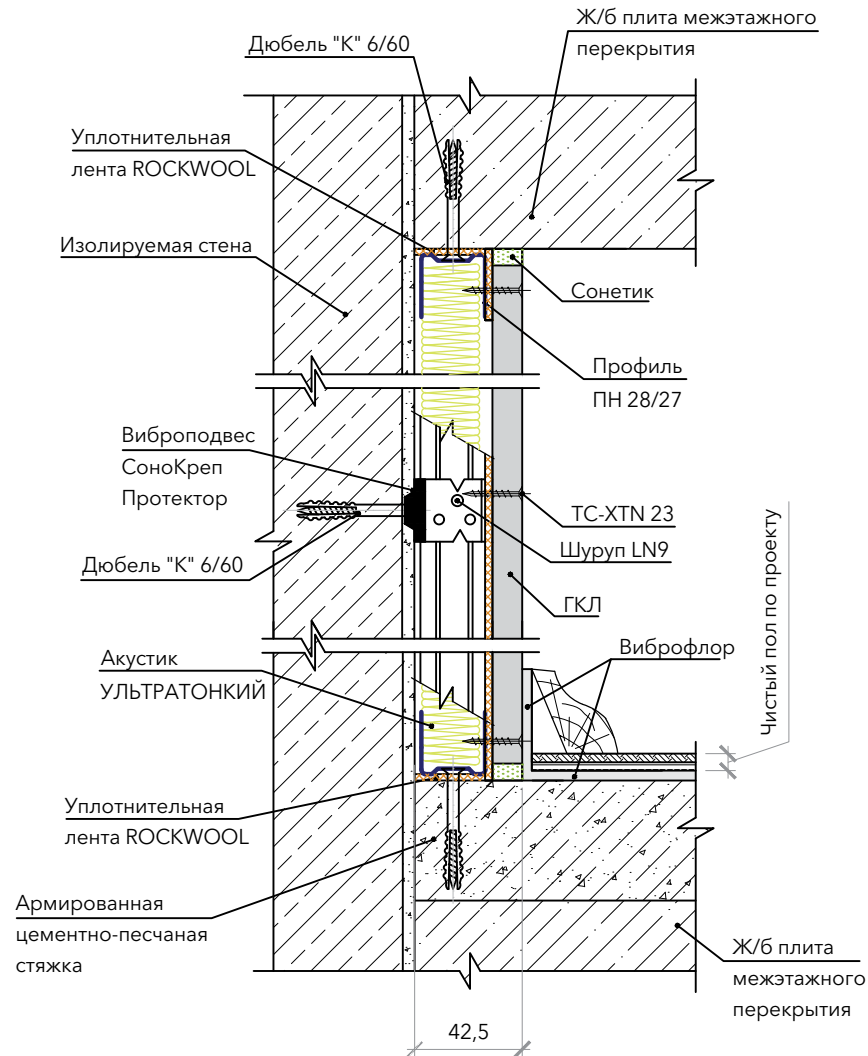 Ж/б плита межэтажного
перекрытия
Дюбель "К" 6/60
Уплотнительная
лента ROCKWOOL
Изолируемая стена
Сонетик
Профиль
ПН 28/27
Виброподвес
СоноКреп
Протектор
ТС-XTN 23
Шуруп LN9
Дюбель "К" 6/60
ГКЛ
Виброфлор
Чистый пол по проекту
Акустик
УЛЬТРАТОНКИЙ
Уплотнительная
лента ROCKWOOL
Армированная
цементно-песчаная
стяжка
Ж/б плита
межэтажного
перекрытия
42,5